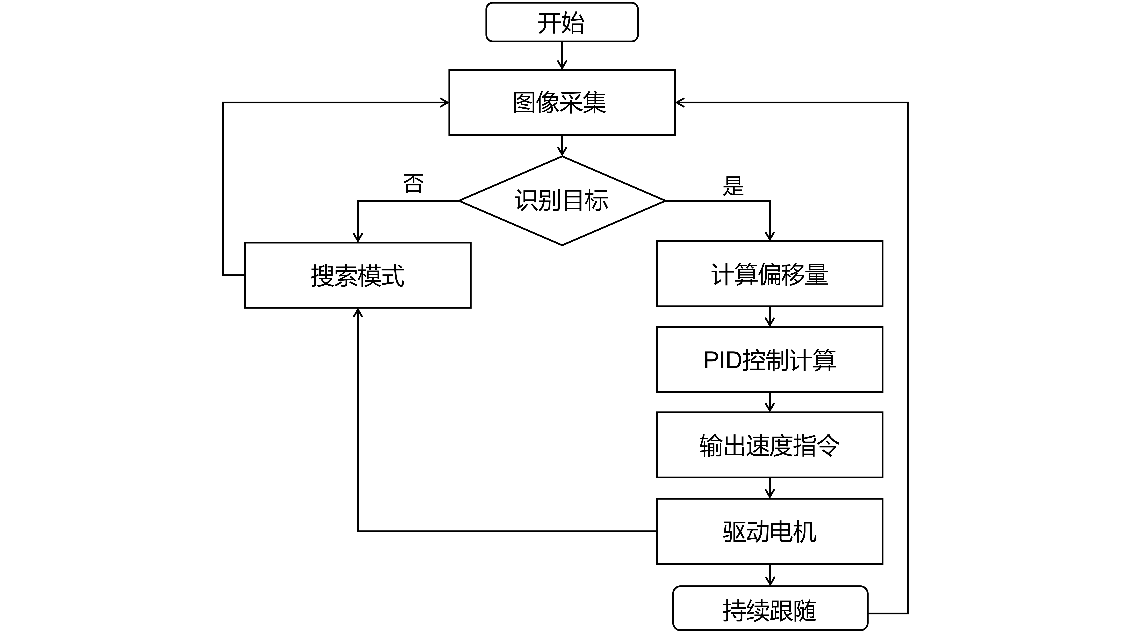 开始
图像采集
识别目标
否
是
搜索模式
计算偏移量
PID控制计算
输出速度指令
驱动电机
持续跟随